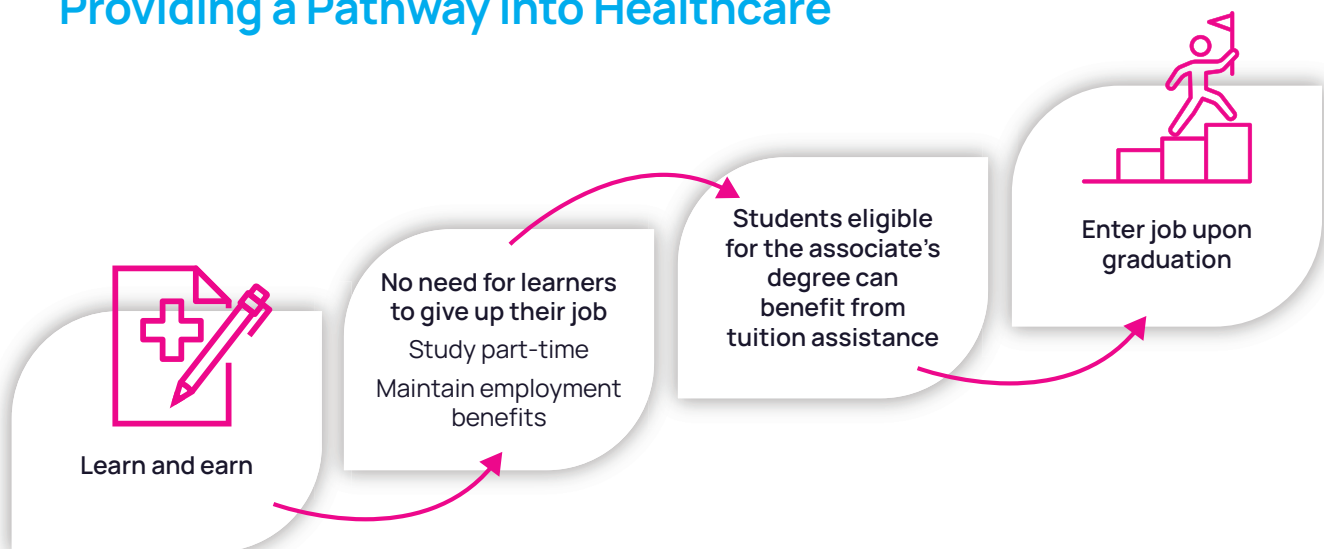 Providing a Pathway into Healthcare
Learn and earn
No need for learners
to give up their job
Study part-time
Maintain employment
benefits
Students eligible
for the associate's
degree can
benefit from
tuition assistance
Enter job upon
graduation